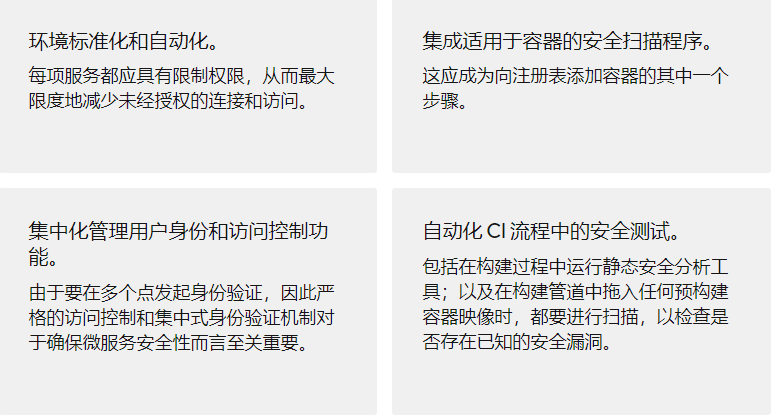 环境标准化和自动化。
每项服务都应具有限制权限，从而最大
限度地减少未经授权的连接和访问。
集成适用于容器的安全扫描程序。
这应成为向注册表添加容器的其中一个
步骤。
集中化管理用户身份和访问控制功
能。
由于要在多个点发起身份验证，因此严
格的访问控制和集中式身份验证机制对
于确保微服务安全性而言至关重要。
自动化 CI 流程中的安全测试。
包括在构建过程中运行静态安全分析工
具；以及在构建管道中拖入任何预构建
容器映像时，都要进行扫描，以检查是
否存在已知的安全漏洞。